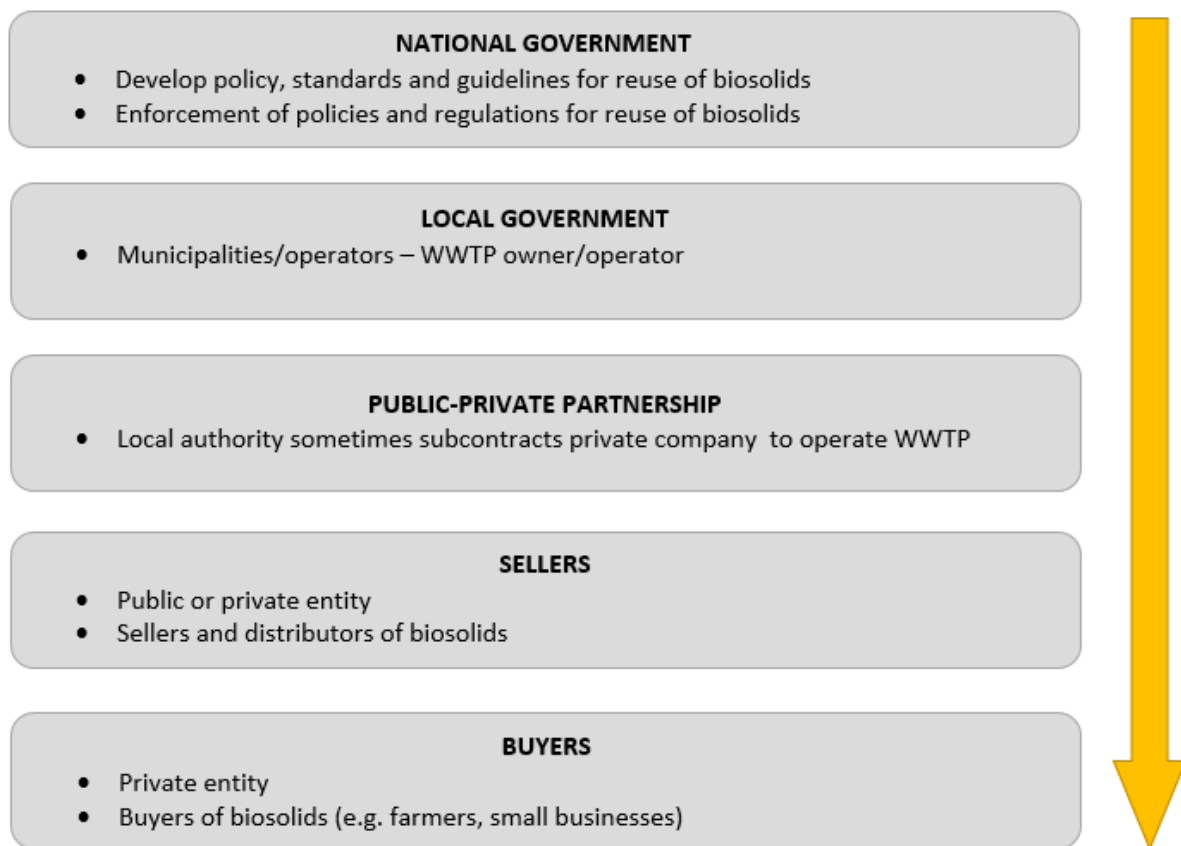 NATIONAL GOVERNMENT
• Develop policy, standards and guidelines for reuse of biosolids
• Enforcement of policies and regulations for reuse of biosolids
LOCAL GOVERNMENT
• Municipalities/operators – WWTP owner/operator
PUBLIC-PRIVATE PARTNERSHIP
• Local authority sometimes subcontracts private company to operate WWTP
SELLERS
• Public or private entity
• Sellers and distributors of biosolids
BUYERS
• Private entity
• Buyers of biosolids (e.g. farmers, small businesses)